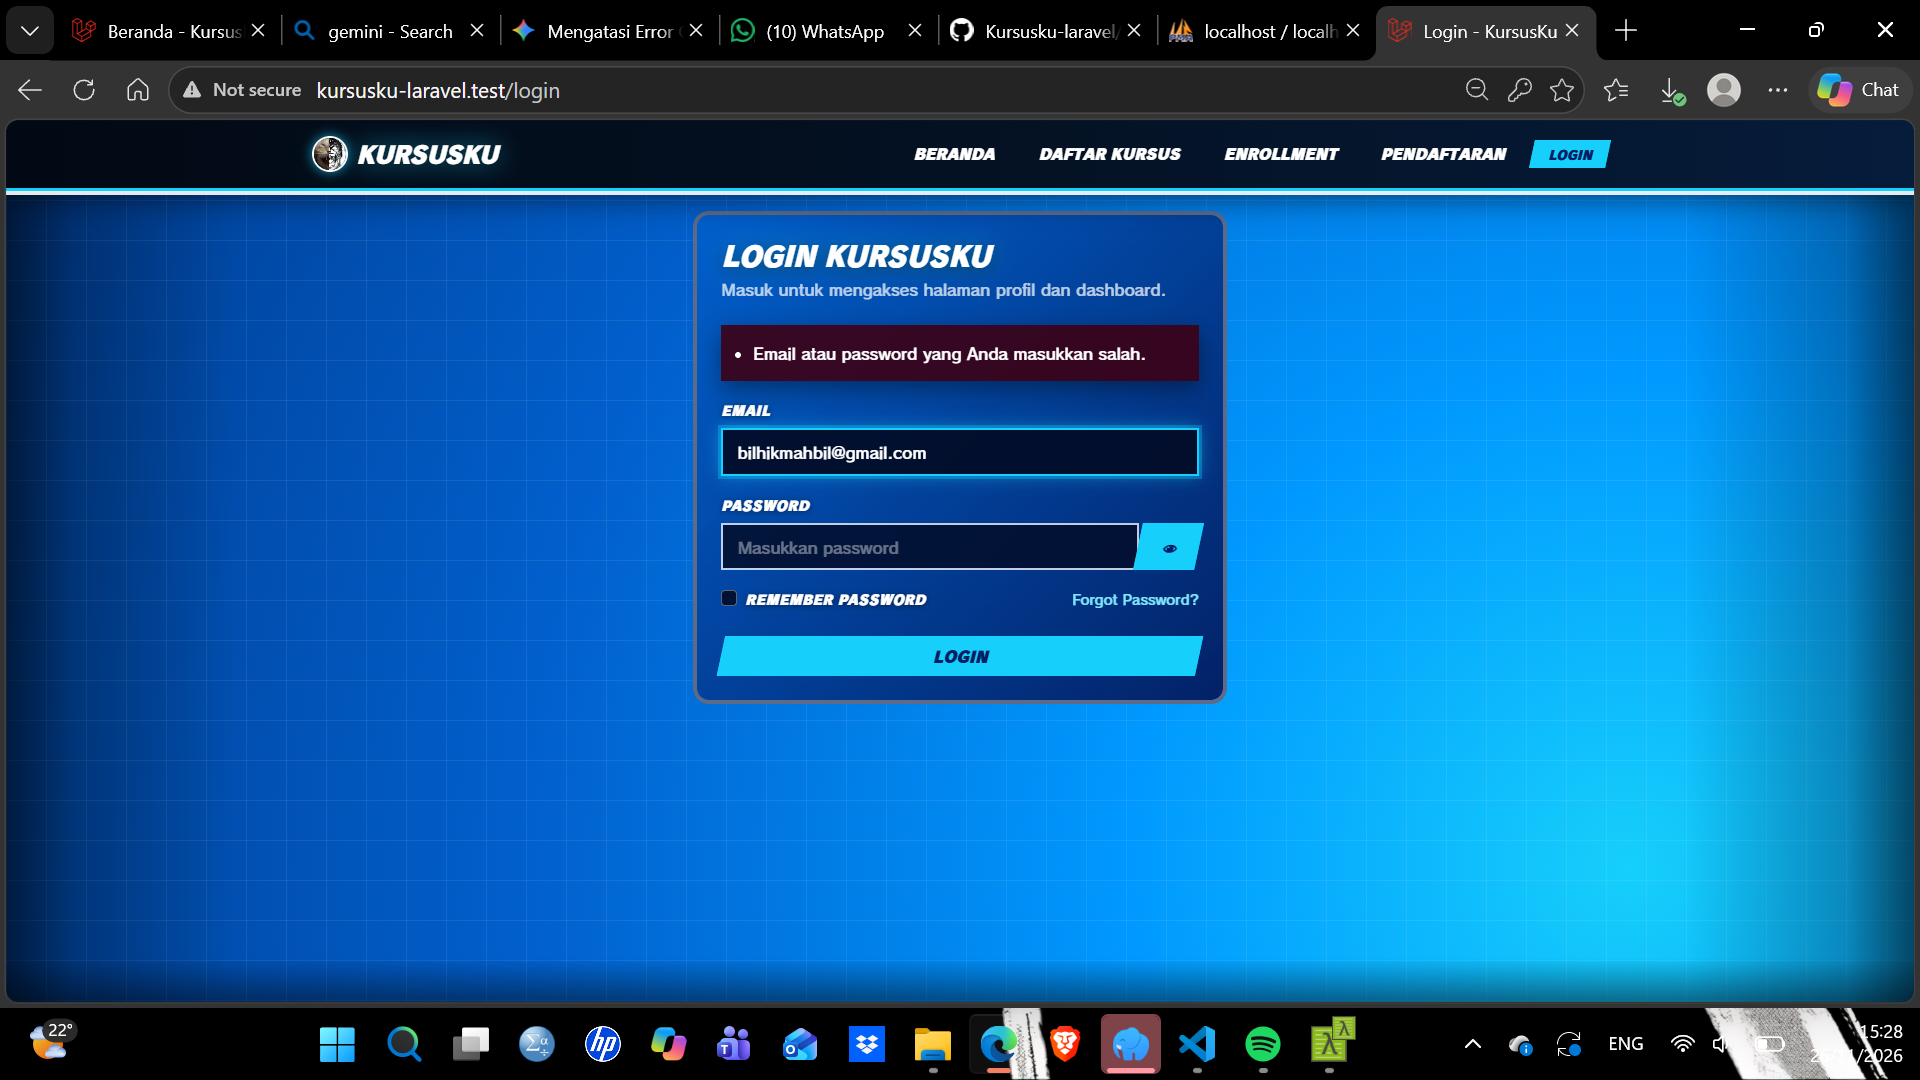 Beranda - Kursus
gemini - Search
Mengatasi Error
(10) WhatsApp
Kursusku-laravel/
localhost / localh
Login - KursusKu
Not secure
kursusku-laravel.test/login
Chat
KURSUSKU
BERANDA
DAFTAR KURSUS
ENROLLMENT
PENDAFTARAN
LOGIN
LOGIN KURSUSKU
Masuk untuk mengakses halaman profil dan dashboard.
Email atau password yang Anda masukkan salah.
EMAIL
bilhikmahbil@gmail.com
PASSWORD
Masukkan password
REMEMBER PASSWORD
Forgot Password?
LOGIN
22°
ENG
15:28